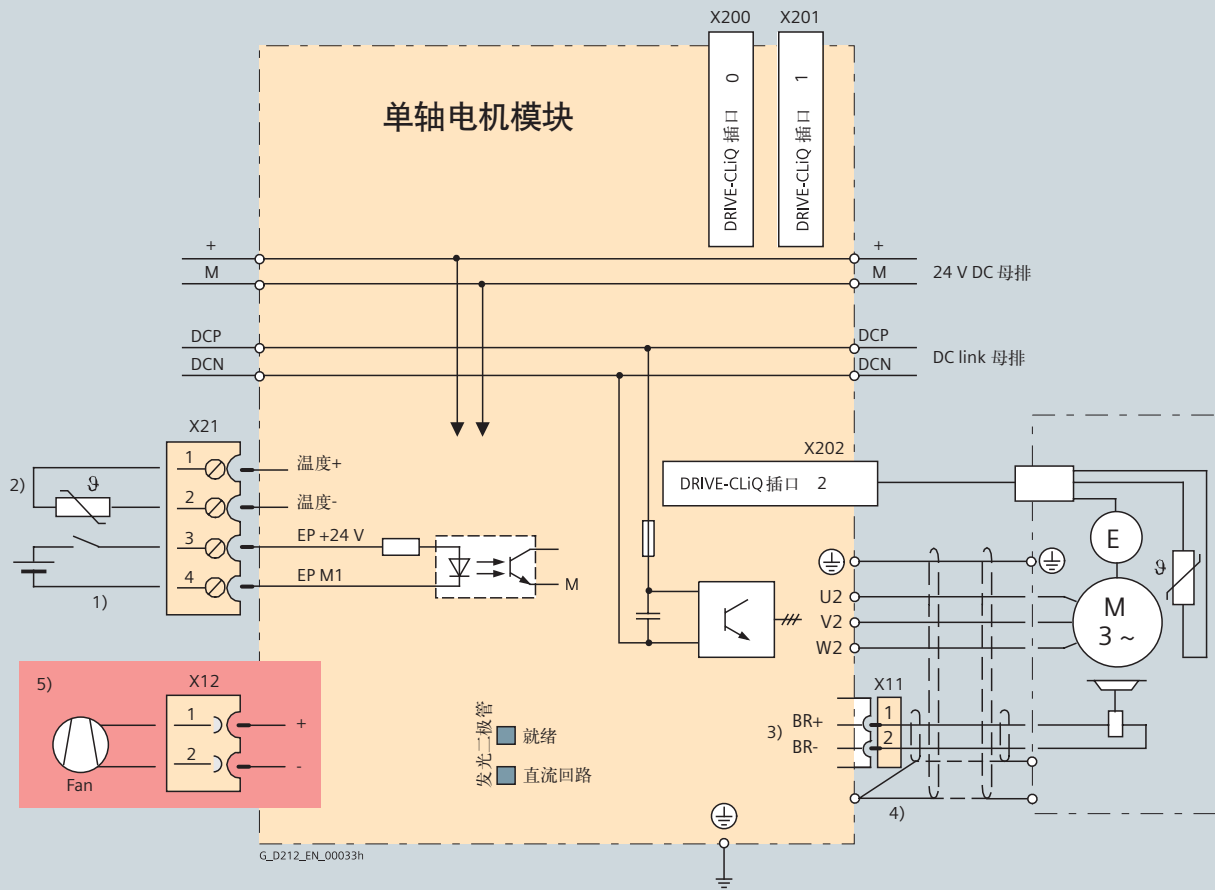 X200 X201
单轴电机模块
DRIVE-CLiQ 插口 0
DRIVE-CLiQ 插口 1
+ +
M M 24 V DC 母排
DCP DCP
DCN DCN DC link 母排
X21
1 温度+
2) ϑ 2 温度-
3 EP +24 V
4 EP M1
1)
M
X202
DRIVE-CLiQ 插口 2
E
ϑ
M
3 ~
U2
V2
W2
5) X12
1 +
2 -
Fan
发光二极管
就绪
直流回路
X11
3) BR+ 1
BR- 2
4)
G_D212_EN_00033h